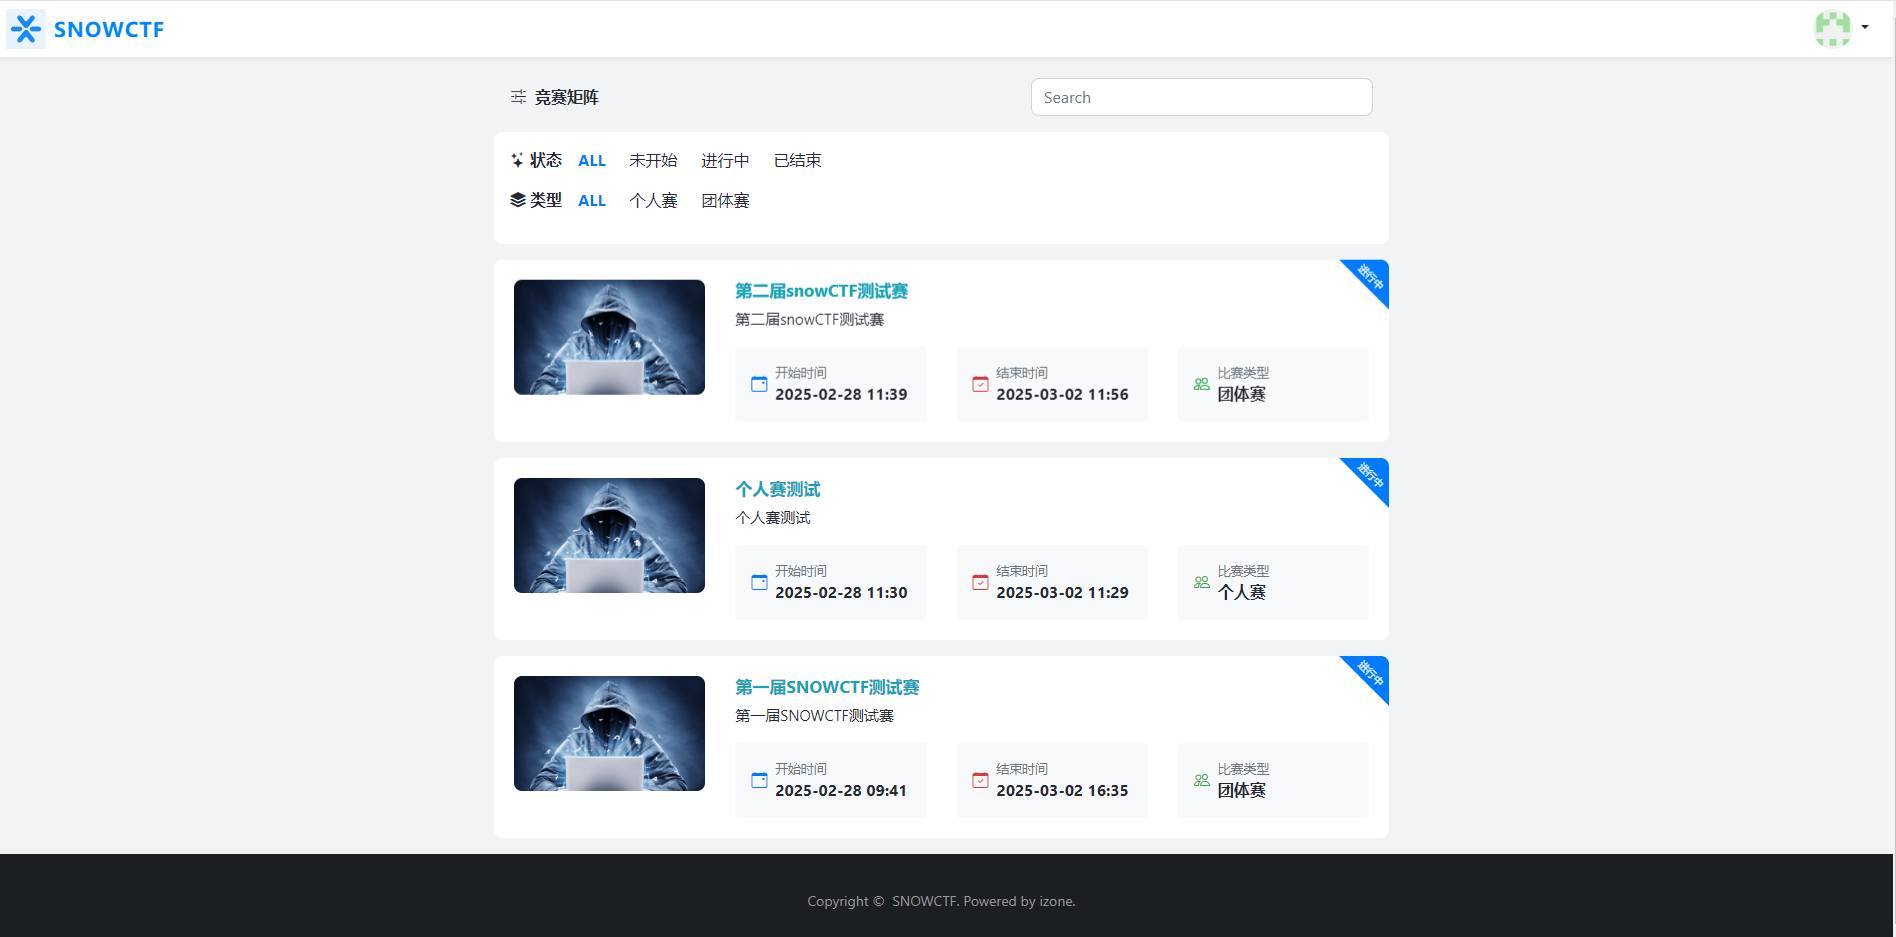 SNOWCTF
竞赛矩阵
Search
状态 ALL 未开始 进行中 已结束
类型 ALL 个人赛 团体赛
进行中
第二届snowCTF测试赛
第二届snowCTF测试赛
开始时间
2025-02-28 11:39
结束时间
2025-03-02 11:56
比赛类型
团体赛
进行中
个人赛测试
个人赛测试
开始时间
2025-02-28 11:30
结束时间
2025-03-02 11:29
比赛类型
个人赛
进行中
第一届SNOWCTF测试赛
第一届SNOWCTF测试赛
开始时间
2025-02-28 09:41
结束时间
2025-03-02 16:35
比赛类型
团体赛
Copyright © SNOWCTF. Powered by izone.